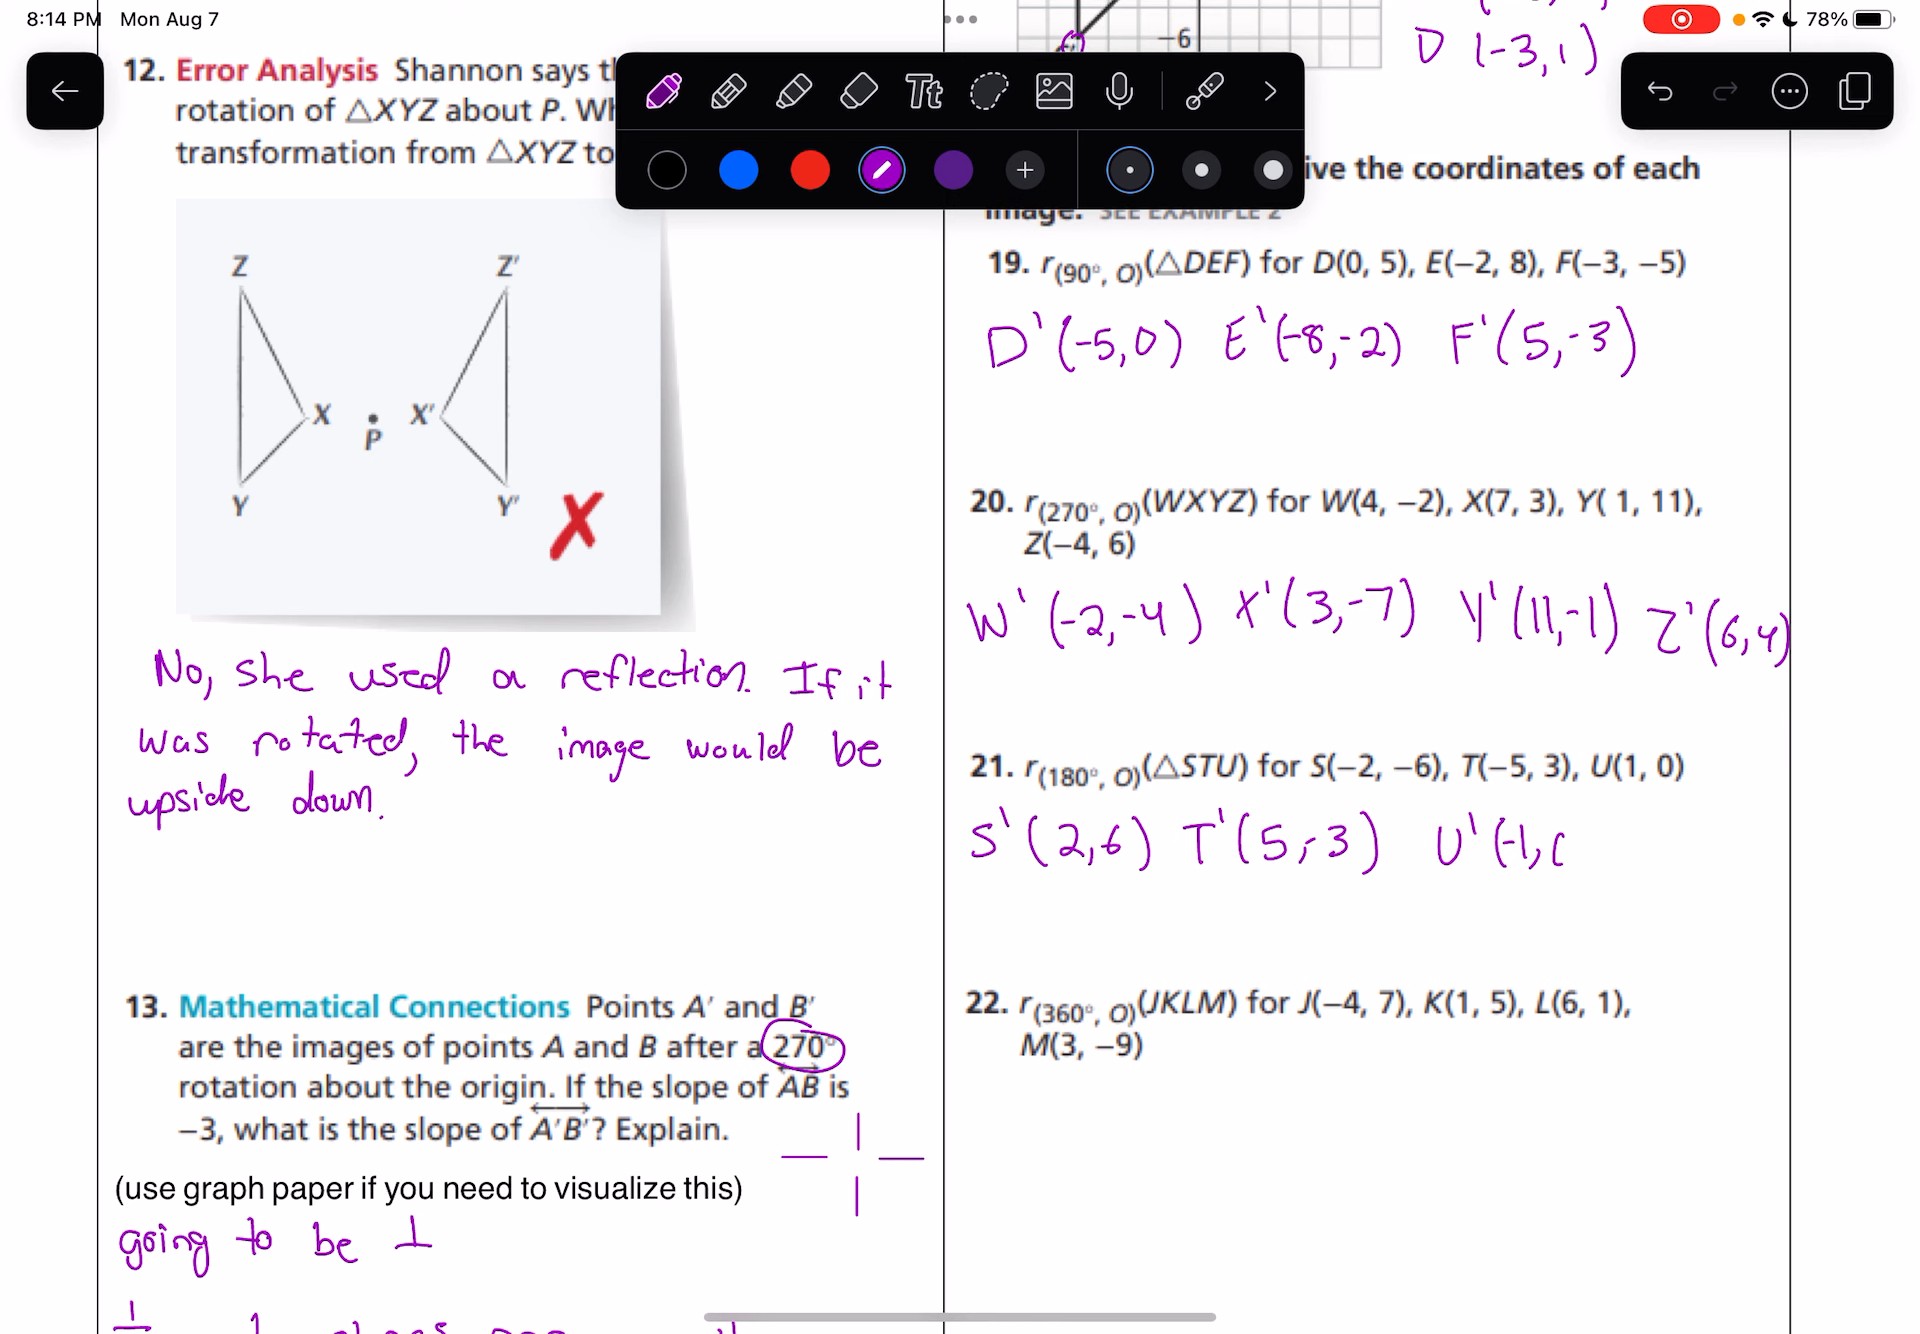 8:14 PM Mon Aug 7
78%
12. Error Analysis Shannon says
rotation of △XYZ about P.
transformation from △XYZ to
Z
Z′
X
P
X′
Y
Y′
No, she used a reflection. If it
was rotated, the image would be
upside down.
13. Mathematical Connections Points A′ and B′
are the images of points A and B after a 270°
rotation about the origin. If the slope of AB is
−3, what is the slope of A′B′? Explain.
(use graph paper if you need to visualize this)
going to be ⊥
−6
D (-3,1)
Tt
ive the coordinates of each
image. SEE EXAMPLE 2
19. r(90°, O)(△DEF) for D(0, 5), E(−2, 8), F(−3, −5)
D'(-5,0) E'(-8,-2) F'(5,-3)
20. r(270°, O)(WXYZ) for W(4, −2), X(7, 3), Y( 1, 11),
Z(−4, 6)
W'(-2,-4) X'(3,-7) Y'(11,-1) Z'(6,4)
21. r(180°, O)(△STU) for S(−2, −6), T(−5, 3), U(1, 0)
S'(2,6) T'(5,-3) U'(-1,
22. r(360°, O)(JKLM) for J(−4, 7), K(1, 5), L(6, 1),
M(3, −9)